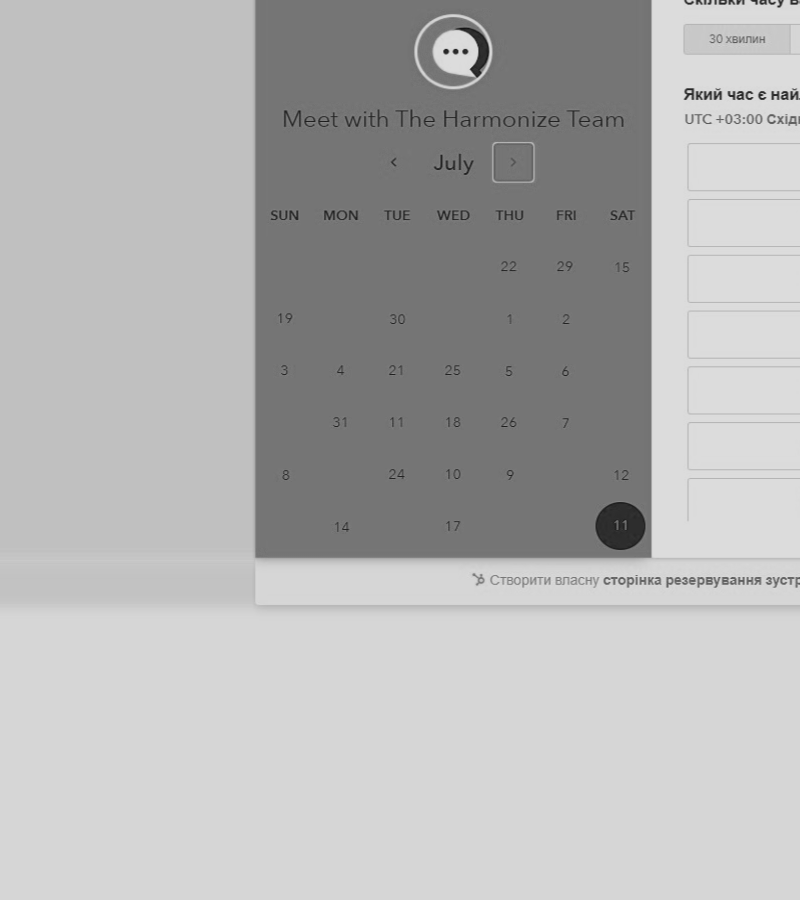 Скільки часу в
30 хвилин
Meet with The Harmonize Team
July
SUN MON TUE WED THU FRI SAT
22 29 15
19 30 1 2
3 4 21 25 5 6
31 11 18 26 7
8 24 10 9 12
14 17 11
Який час є най
UTC +03:00 Східн
Створити власну сторінка резервування зустр